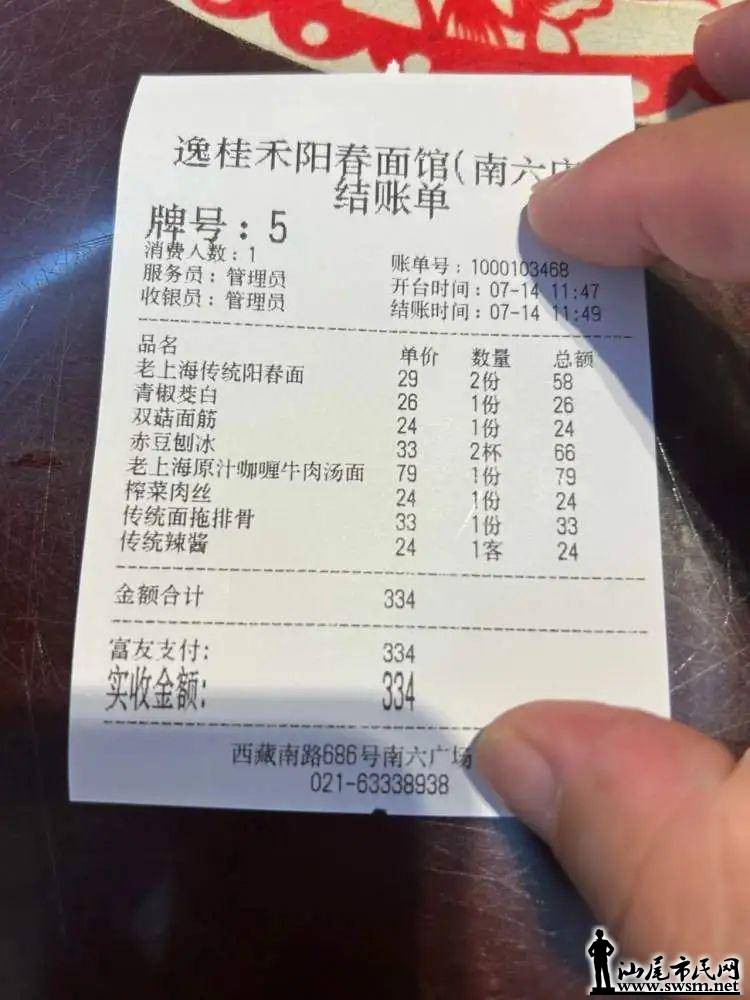 逸桂禾阳春面馆(南六
结账单
牌号：5
消费人数：1
账单号：1000103468
服务员：管理员
开台时间：07-14 11:47
收银员：管理员
结账时间：07-14 11:49
品名 单价 数量 总额
老上海传统阳春面 29 2份 58
青椒茭白 26 1份 26
双菇面筋 24 1份 24
赤豆刨冰 33 2杯 66
老上海原汁咖喱牛肉汤面 79 1份 79
榨菜肉丝 24 1份 24
传统面拖排骨 33 1份 33
传统辣酱 24 1客 24
金额合计 334
富友支付: 334
实收金额: 334
西藏南路686号南六广场
021-63338938
汕尾市民网
www.swsm.net